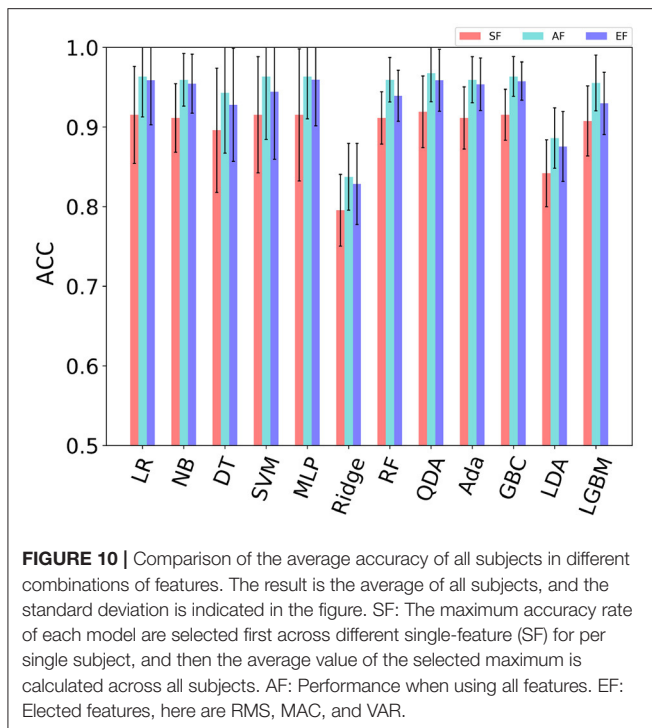 SF AF EF
1.0
0.9
0.8
0.7
0.6
0.5
ACC
LR NB DT SVM MLP Ridge RF QDA Ada GBC LDA LGBM
FIGURE 10 | Comparison of the average accuracy of all subjects in different
combinations of features. The result is the average of all subjects, and the
standard deviation is indicated in the figure. SF: The maximum accuracy rate
of each model are selected first across different single-feature (SF) for per
single subject, and then the average value of the selected maximum is
calculated across all subjects. AF: Performance when using all features. EF:
Elected features, here are RMS, MAC, and VAR.